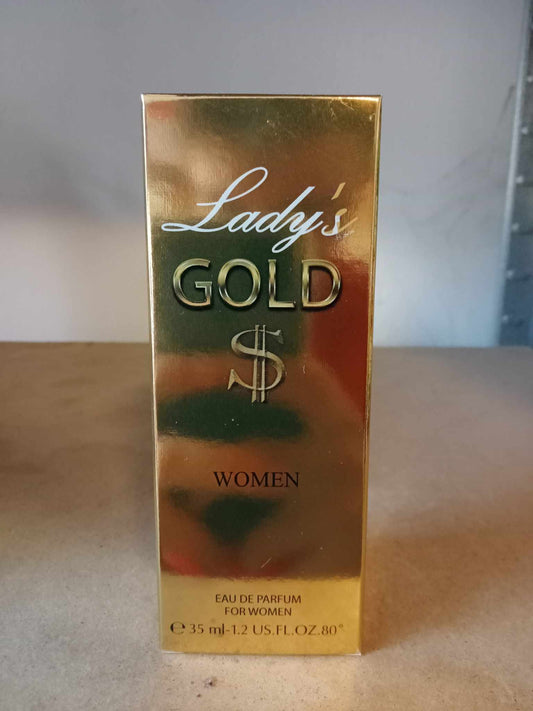 Lady's
GOLD
$
WOMEN
EAU DE PARFUM
FOR WOMEN
℮ 35 ml-1.2 US.FL.OZ.80°